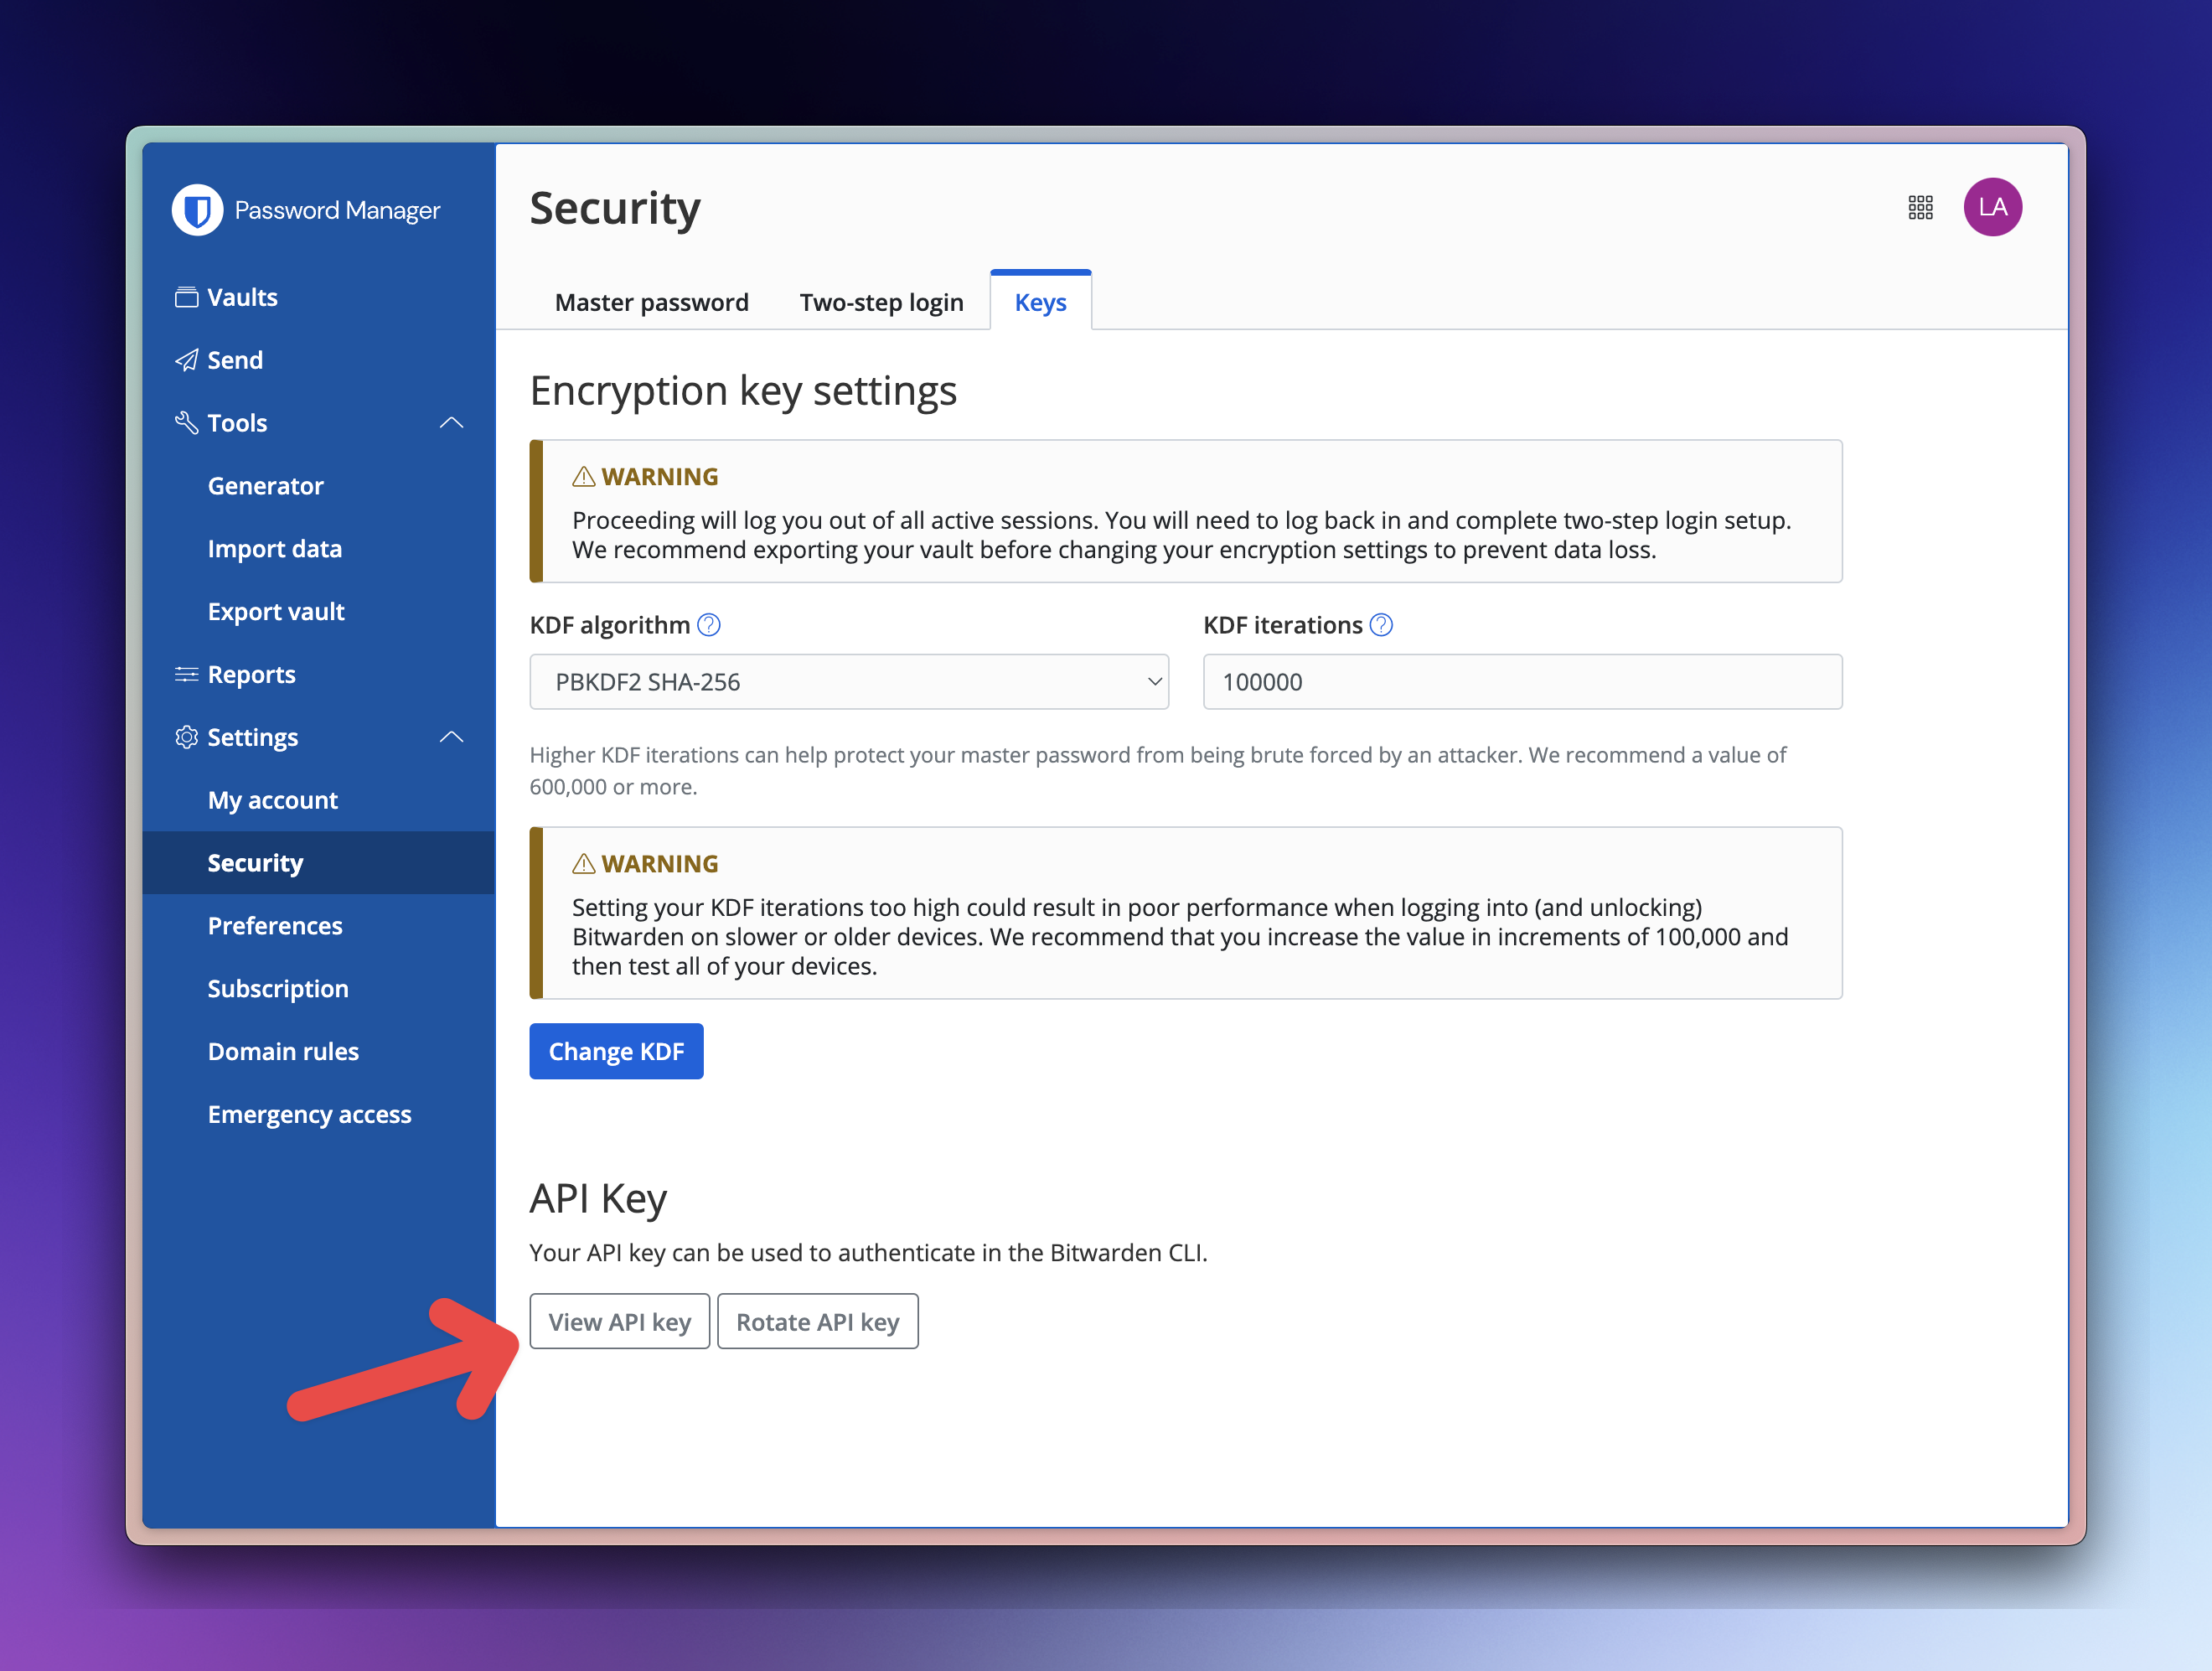 Password Manager
Vaults
Send
Tools
Generator
Import data
Export vault
Reports
Settings
My account
Security
Preferences
Subscription
Domain rules
Emergency access
Security
LA
Master password
Two-step login
Keys
Encryption key settings
WARNING
Proceeding will log you out of all active sessions. You will need to log back in and complete two-step login setup.
We recommend exporting your vault before changing your encryption settings to prevent data loss.
KDF algorithm
KDF iterations
PBKDF2 SHA-256
100000
Higher KDF iterations can help protect your master password from being brute forced by an attacker. We recommend a value of
600,000 or more.
WARNING
Setting your KDF iterations too high could result in poor performance when logging into (and unlocking)
Bitwarden on slower or older devices. We recommend that you increase the value in increments of 100,000 and
then test all of your devices.
Change KDF
API Key
Your API key can be used to authenticate in the Bitwarden CLI.
View API key
Rotate API key